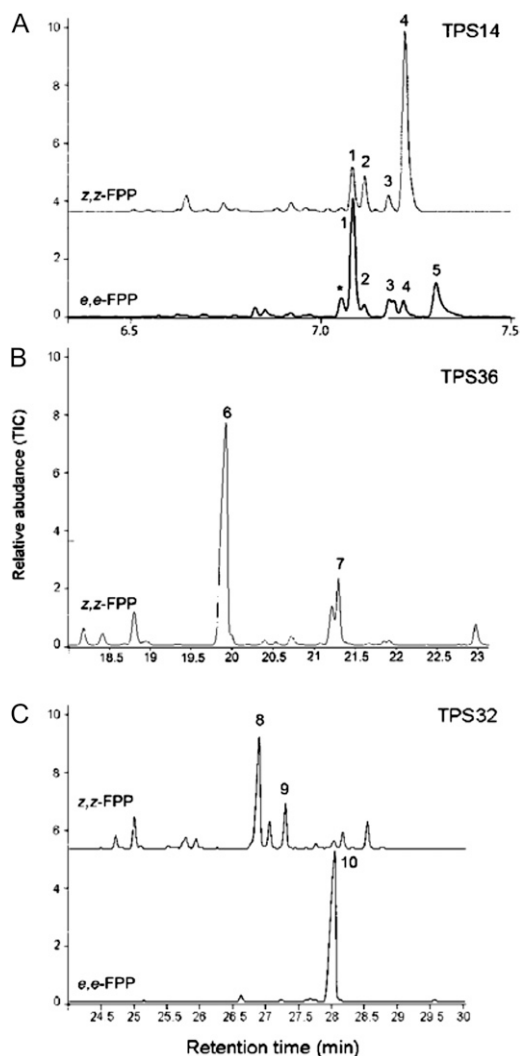 A
TPS14
10
8
4
6
1
2
4
3
z,z-FPP
1
2
5
*
2
3
4
e,e-FPP
0
6.5
7.0
7.5
B
TPS36
10
8
6
6
4
7
2
z,z-FPP
0
18.5 19 19.5 20 20.5 21 21.5 22 22.5 23
Relative abudance (TIC)
C
TPS32
10
8
8
z,z-FPP
9
6
10
4
2
e,e-FPP
0
24.5 25 25.5 26 26.5 27 27.5 28 28.5 29 29.5 30
Retention time (min)